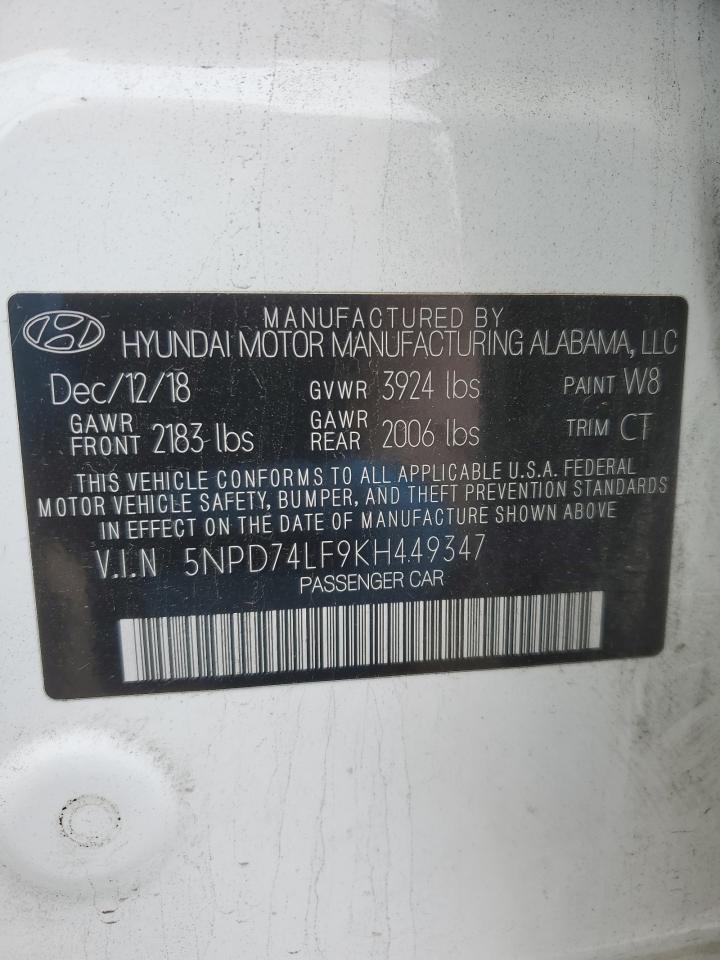 MANUFACTURED BY
HYUNDAI MOTOR MANUFACTURING ALABAMA, LLC
Dec/12/18 GVWR 3924 lbs PAINT W8
GAWR FRONT 2183 lbs GAWR REAR 2006 lbs TRIM CT
THIS VEHICLE CONFORMS TO ALL APPLICABLE U.S.A. FEDERAL
MOTOR VEHICLE SAFETY, BUMPER, AND THEFT PREVENTION STANDARDS
IN EFFECT ON THE DATE OF MANUFACTURE SHOWN ABOVE
V.I.N 5NPD74LF9KH449347
PASSENGER CAR